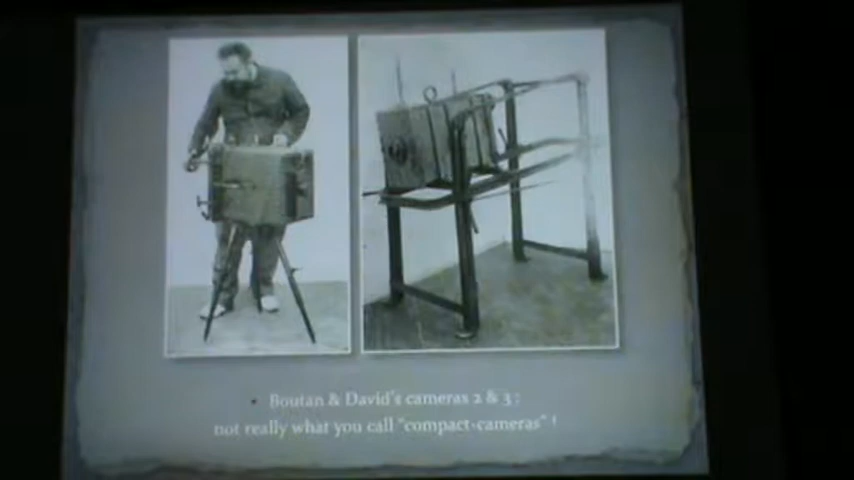 • Boutan & David's cameras 2 & 3 :
not really what you call "compact-cameras" !